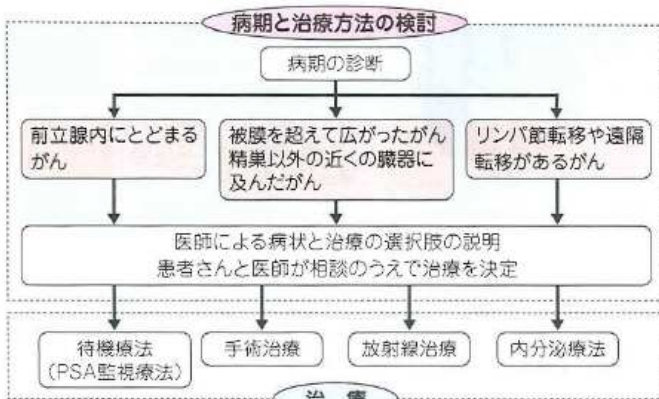 病期と治療方法の検討
病期の診断
前立腺内にとどまる
がん
被膜を超えて広がったがん
精巣以外の近くの臓器に
及んだがん
リンパ節転移や遠隔
転移があるがん
医師による病状と治療の選択肢の説明
患者さんと医師が相談のうえで治療を決定
待機療法
(PSA監視療法)
手術治療
放射線治療
内分泌療法
治療